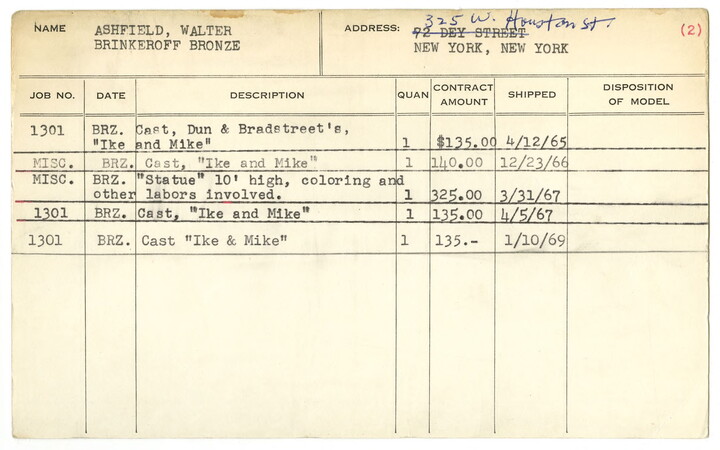 NAME ASHFIELD, WALTER ADDRESS: 325 W. Houston St. (2)
BRINKEROFF BRONZE 72 DEY STREET
NEW YORK, NEW YORK
JOB NO. DATE DESCRIPTION QUAN CONTRACT AMOUNT SHIPPED DISPOSITION OF MODEL
1301 BRZ. Cast, Dun & Bradstreet's,
"Ike and Mike" 1 $135.00 4/12/65
MISC. BRZ. Cast, "Ike and Mike" 1 140.00 12/23/66
MISC. BRZ. "Statue" 10' high, coloring and
other labors involved. 1 325.00 3/31/67
1301 BRZ. Cast, "Ike and Mike" 1 135.00 4/5/67
1301 BRZ. Cast "Ike & Mike" 1 135.- 1/10/69